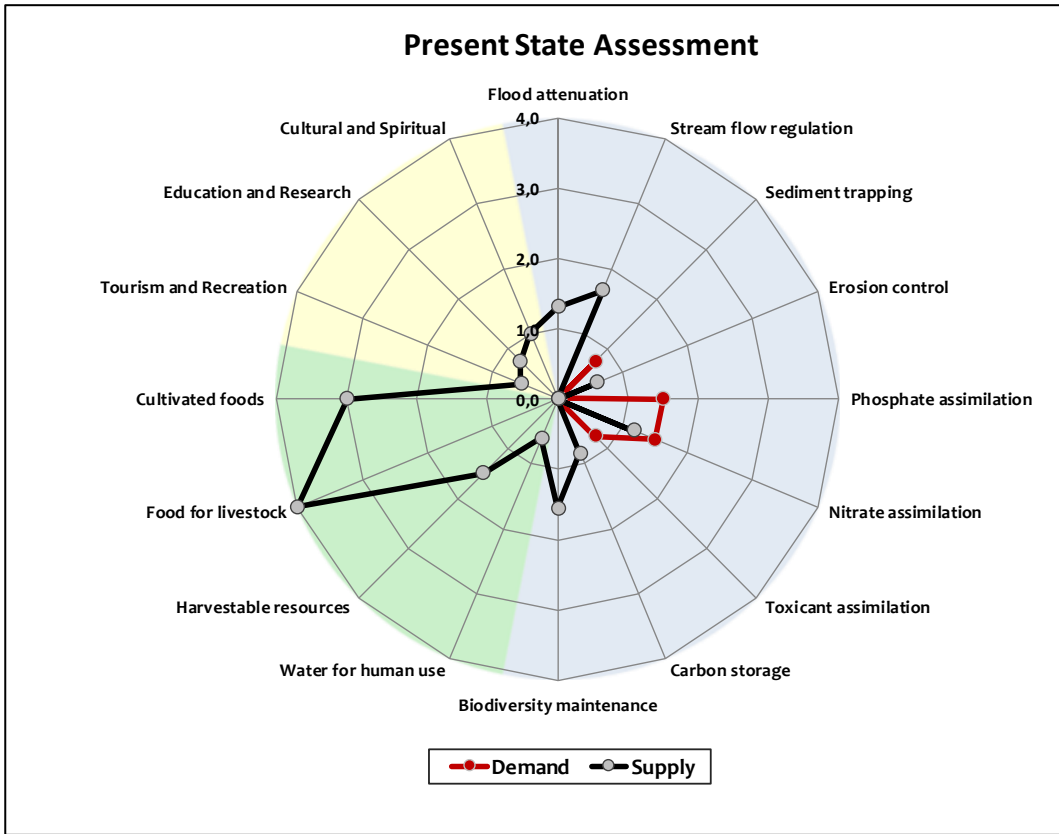 Present State Assessment
Flood attenuation
Stream flow regulation
Sediment trapping
Erosion control
Phosphate assimilation
Nitrate assimilation
Toxicant assimilation
Carbon storage
Biodiversity maintenance
Water for human use
Harvestable resources
Food for livestock
Cultivated foods
Tourism and Recreation
Education and Research
Cultural and Spiritual
4,0
3,0
2,0
1,0
0,0
Demand
Supply